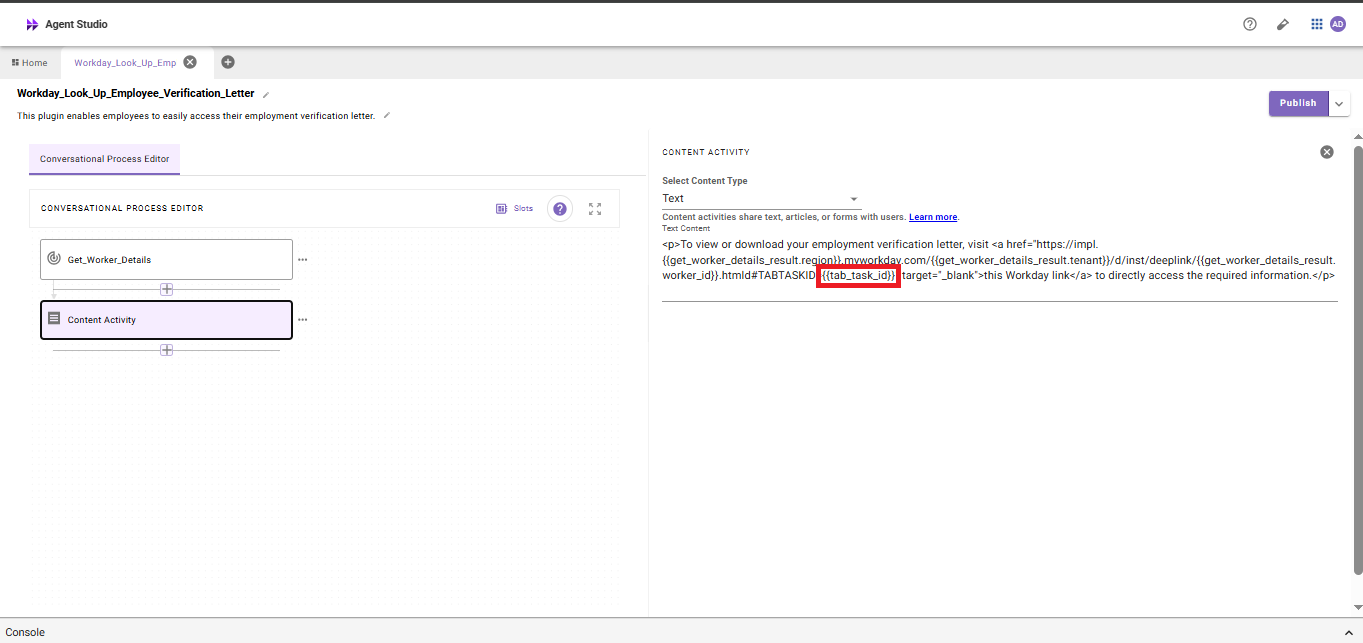 Agent Studio
AD
Home
Workday_Look_Up_Emp
Workday_Look_Up_Employee_Verification_Letter
This plugin enables employees to easily access their employment verification letter.
Publish
Conversational Process Editor
CONVERSATIONAL PROCESS EDITOR
Slots
Get_Worker_Details
Content Activity
CONTENT ACTIVITY
Select Content Type
Text
Content activities share text, articles, or forms with users. Learn more.
Text Content
<p>To view or download your employment verification letter, visit <a href="https://impl.
{{get_worker_details_result.region}}.myworkday.com/{{get_worker_details_result.tenant}}/d/inst/deeplink/{{get_worker_details_result.
worker_id}}.htmld#TABTASKID {{tab_task_id}} target="_blank">this Workday link</a> to directly access the required information.</p>
Console